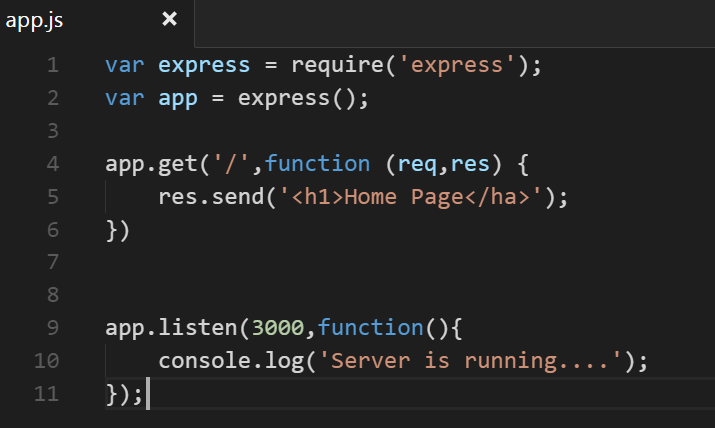 app.js ×
1 var express = require('express');
2 var app = express();
3
4 app.get('/',function (req,res) {
5     res.send('<h1>Home Page</ha>');
6 })
7
8
9 app.listen(3000,function(){
10     console.log('Server is running....');
11 });